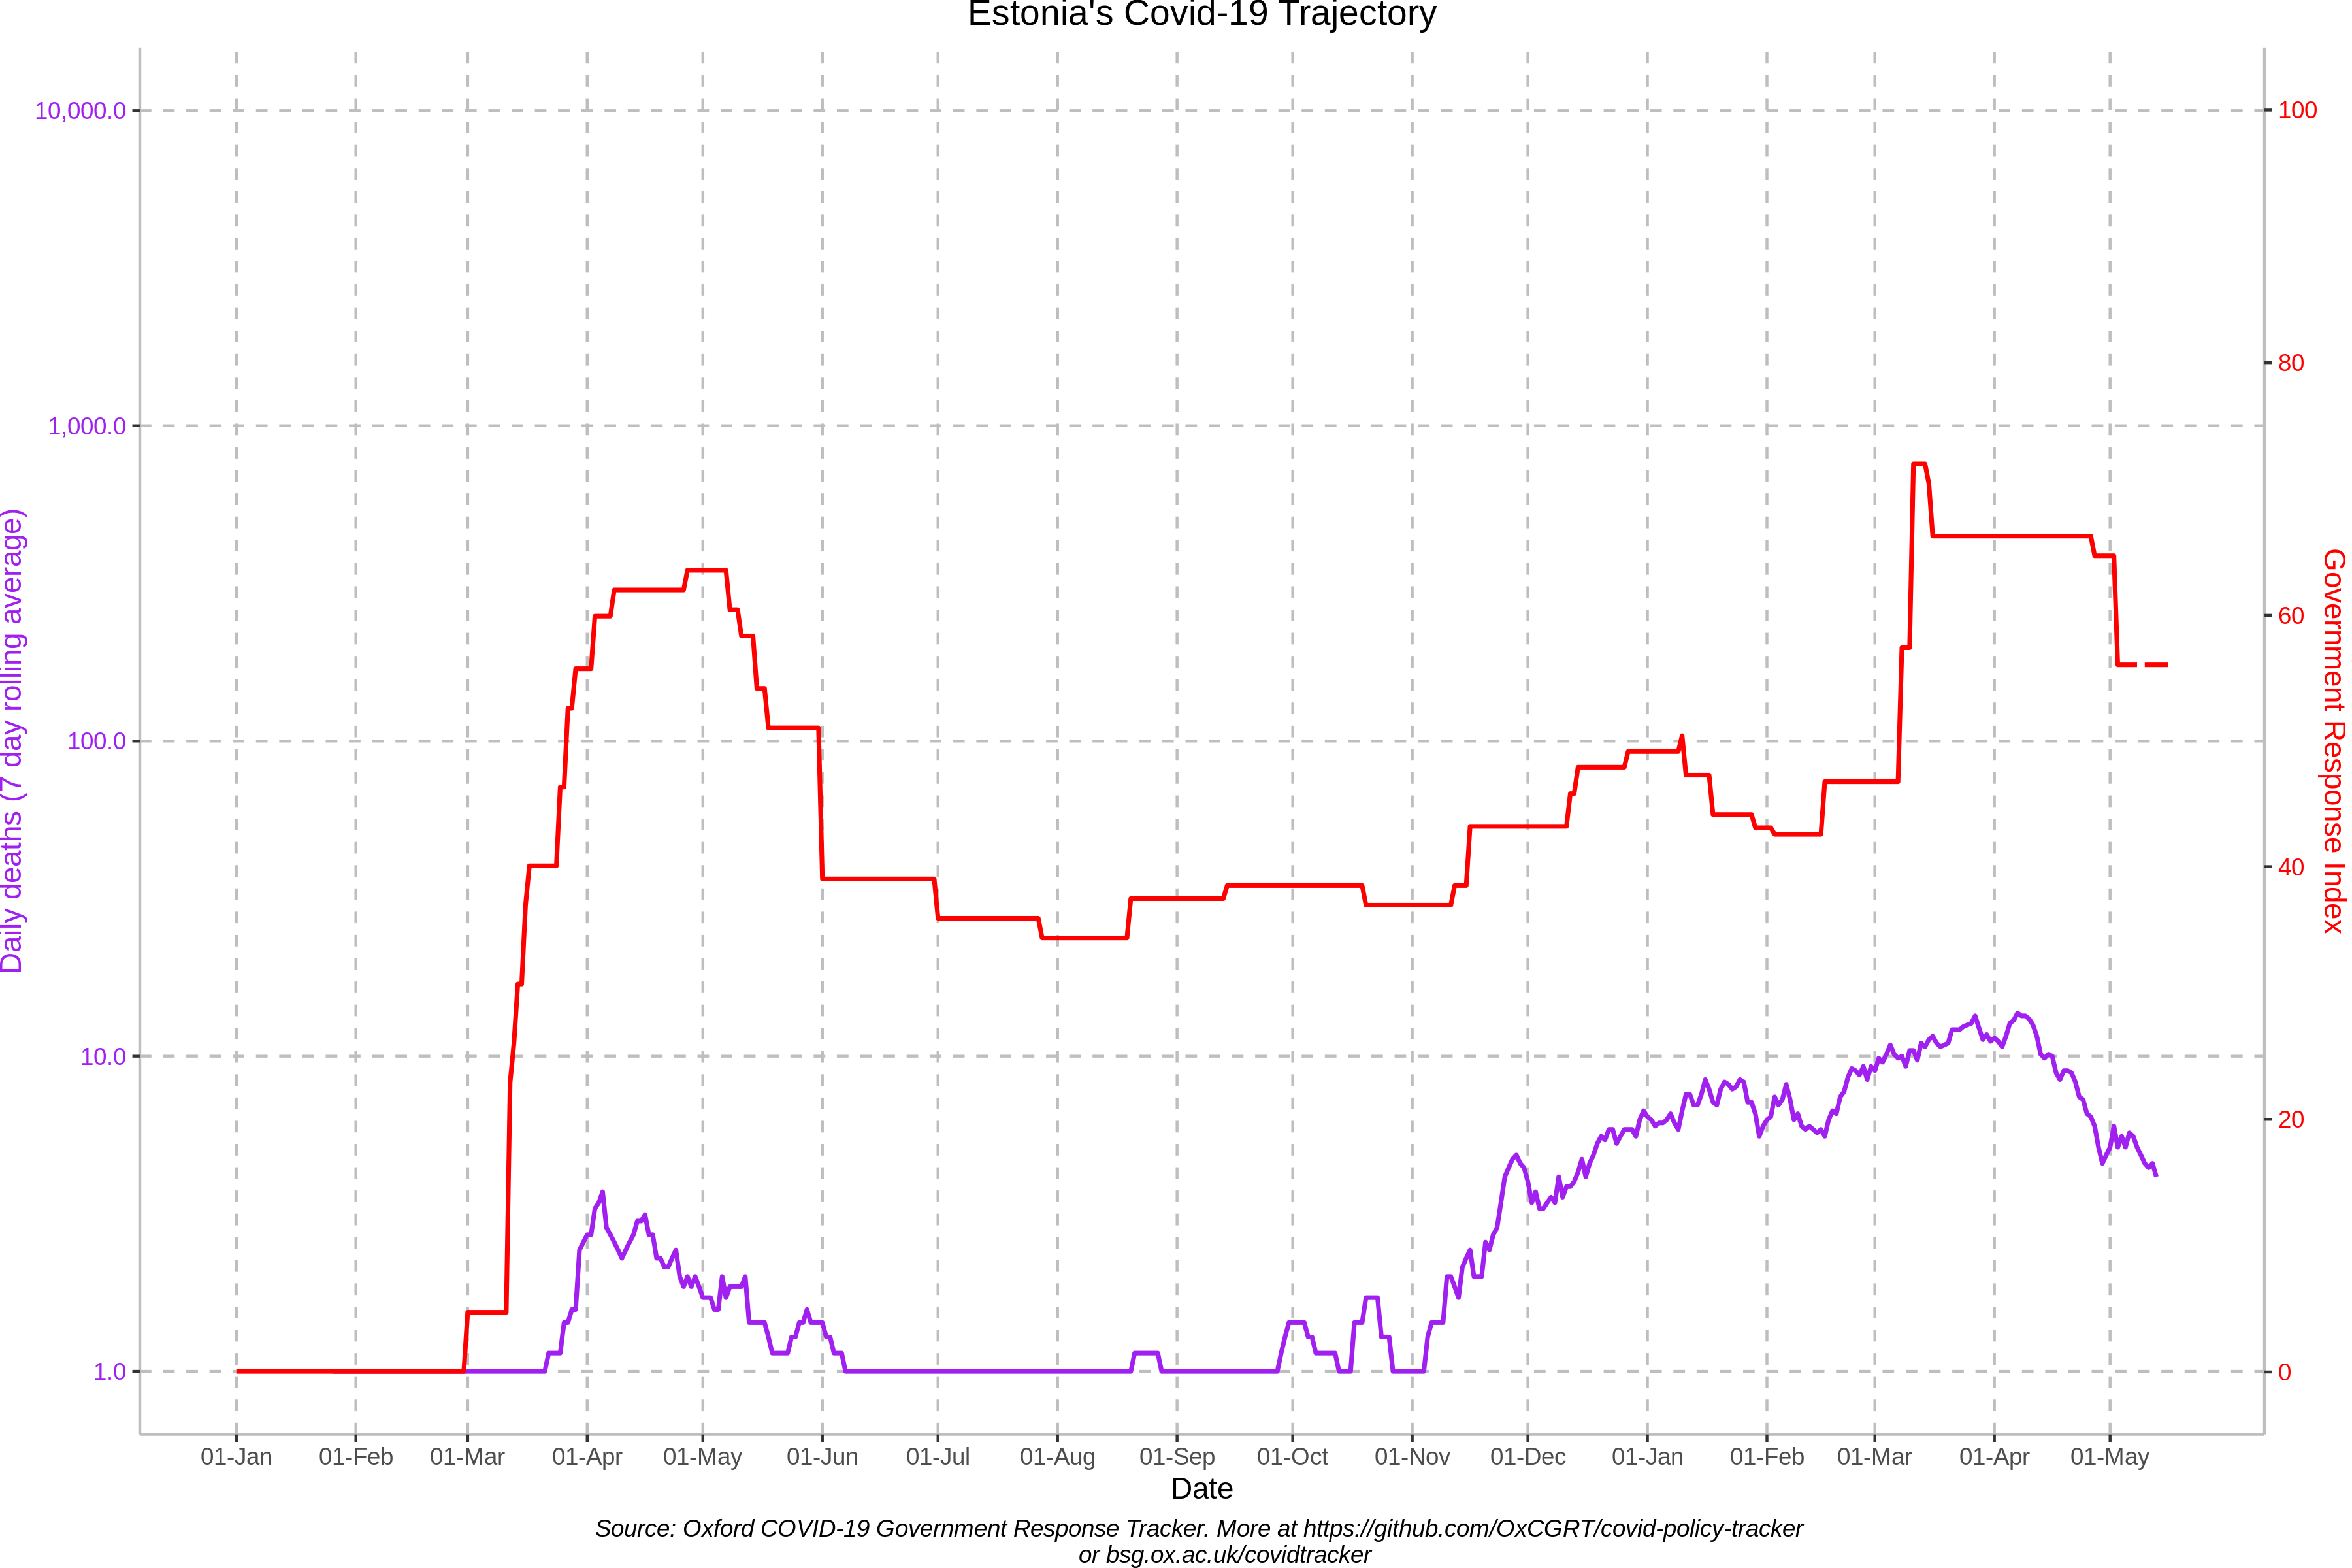 Estonia's Covid-19 Trajectory
10,000.0
1,000.0
100.0
10.0
1.0
Daily deaths (7 day rolling average)
100
80
60
40
20
0
Government Response Index
01-Jan 01-Feb 01-Mar 01-Apr 01-May 01-Jun 01-Jul 01-Aug 01-Sep 01-Oct 01-Nov 01-Dec 01-Jan 01-Feb 01-Mar 01-Apr 01-May
Date
Source: Oxford COVID-19 Government Response Tracker. More at https://github.com/OxCGRT/covid-policy-tracker
or bsg.ox.ac.uk/covidtracker